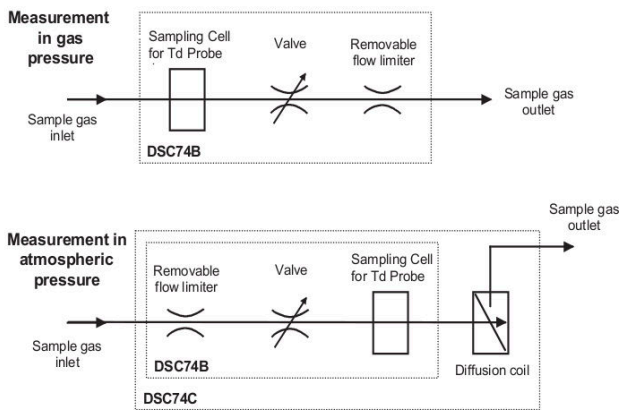 Measurement
in gas
pressure
Sampling Cell
for Td Probe
Valve
Removable
flow limiter
Sample gas
inlet
Sample gas
outlet
DSC74B
Measurement in
atmospheric
pressure
Removable
flow limiter
Valve
Sampling Cell
for Td Probe
Sample gas
outlet
Sample gas
inlet
DSC74B
Diffusion coil
DSC74C